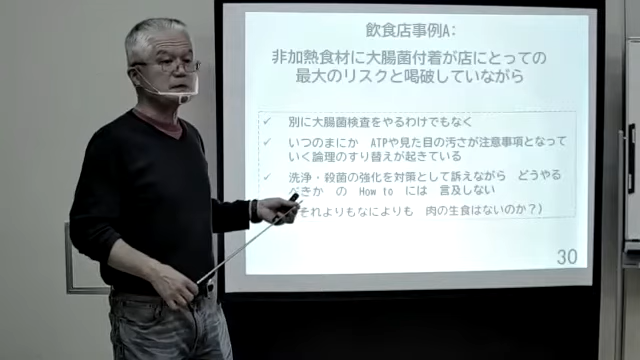 飲食店事例A:
非加熱食材に大腸菌付着が店にとっての
最大のリスクと喝破していながら
✓ 別に大腸菌検査をやるわけでもなく
✓ いつのまにか ATPや見た目の汚さが注意事項となって
いく論理のすり替えが起きている
✓ 洗浄・殺菌の強化を対策として訴えながら どうやる
べきか の How to には 言及しない
それよりもなによりも 肉の生食はないのか?)
30